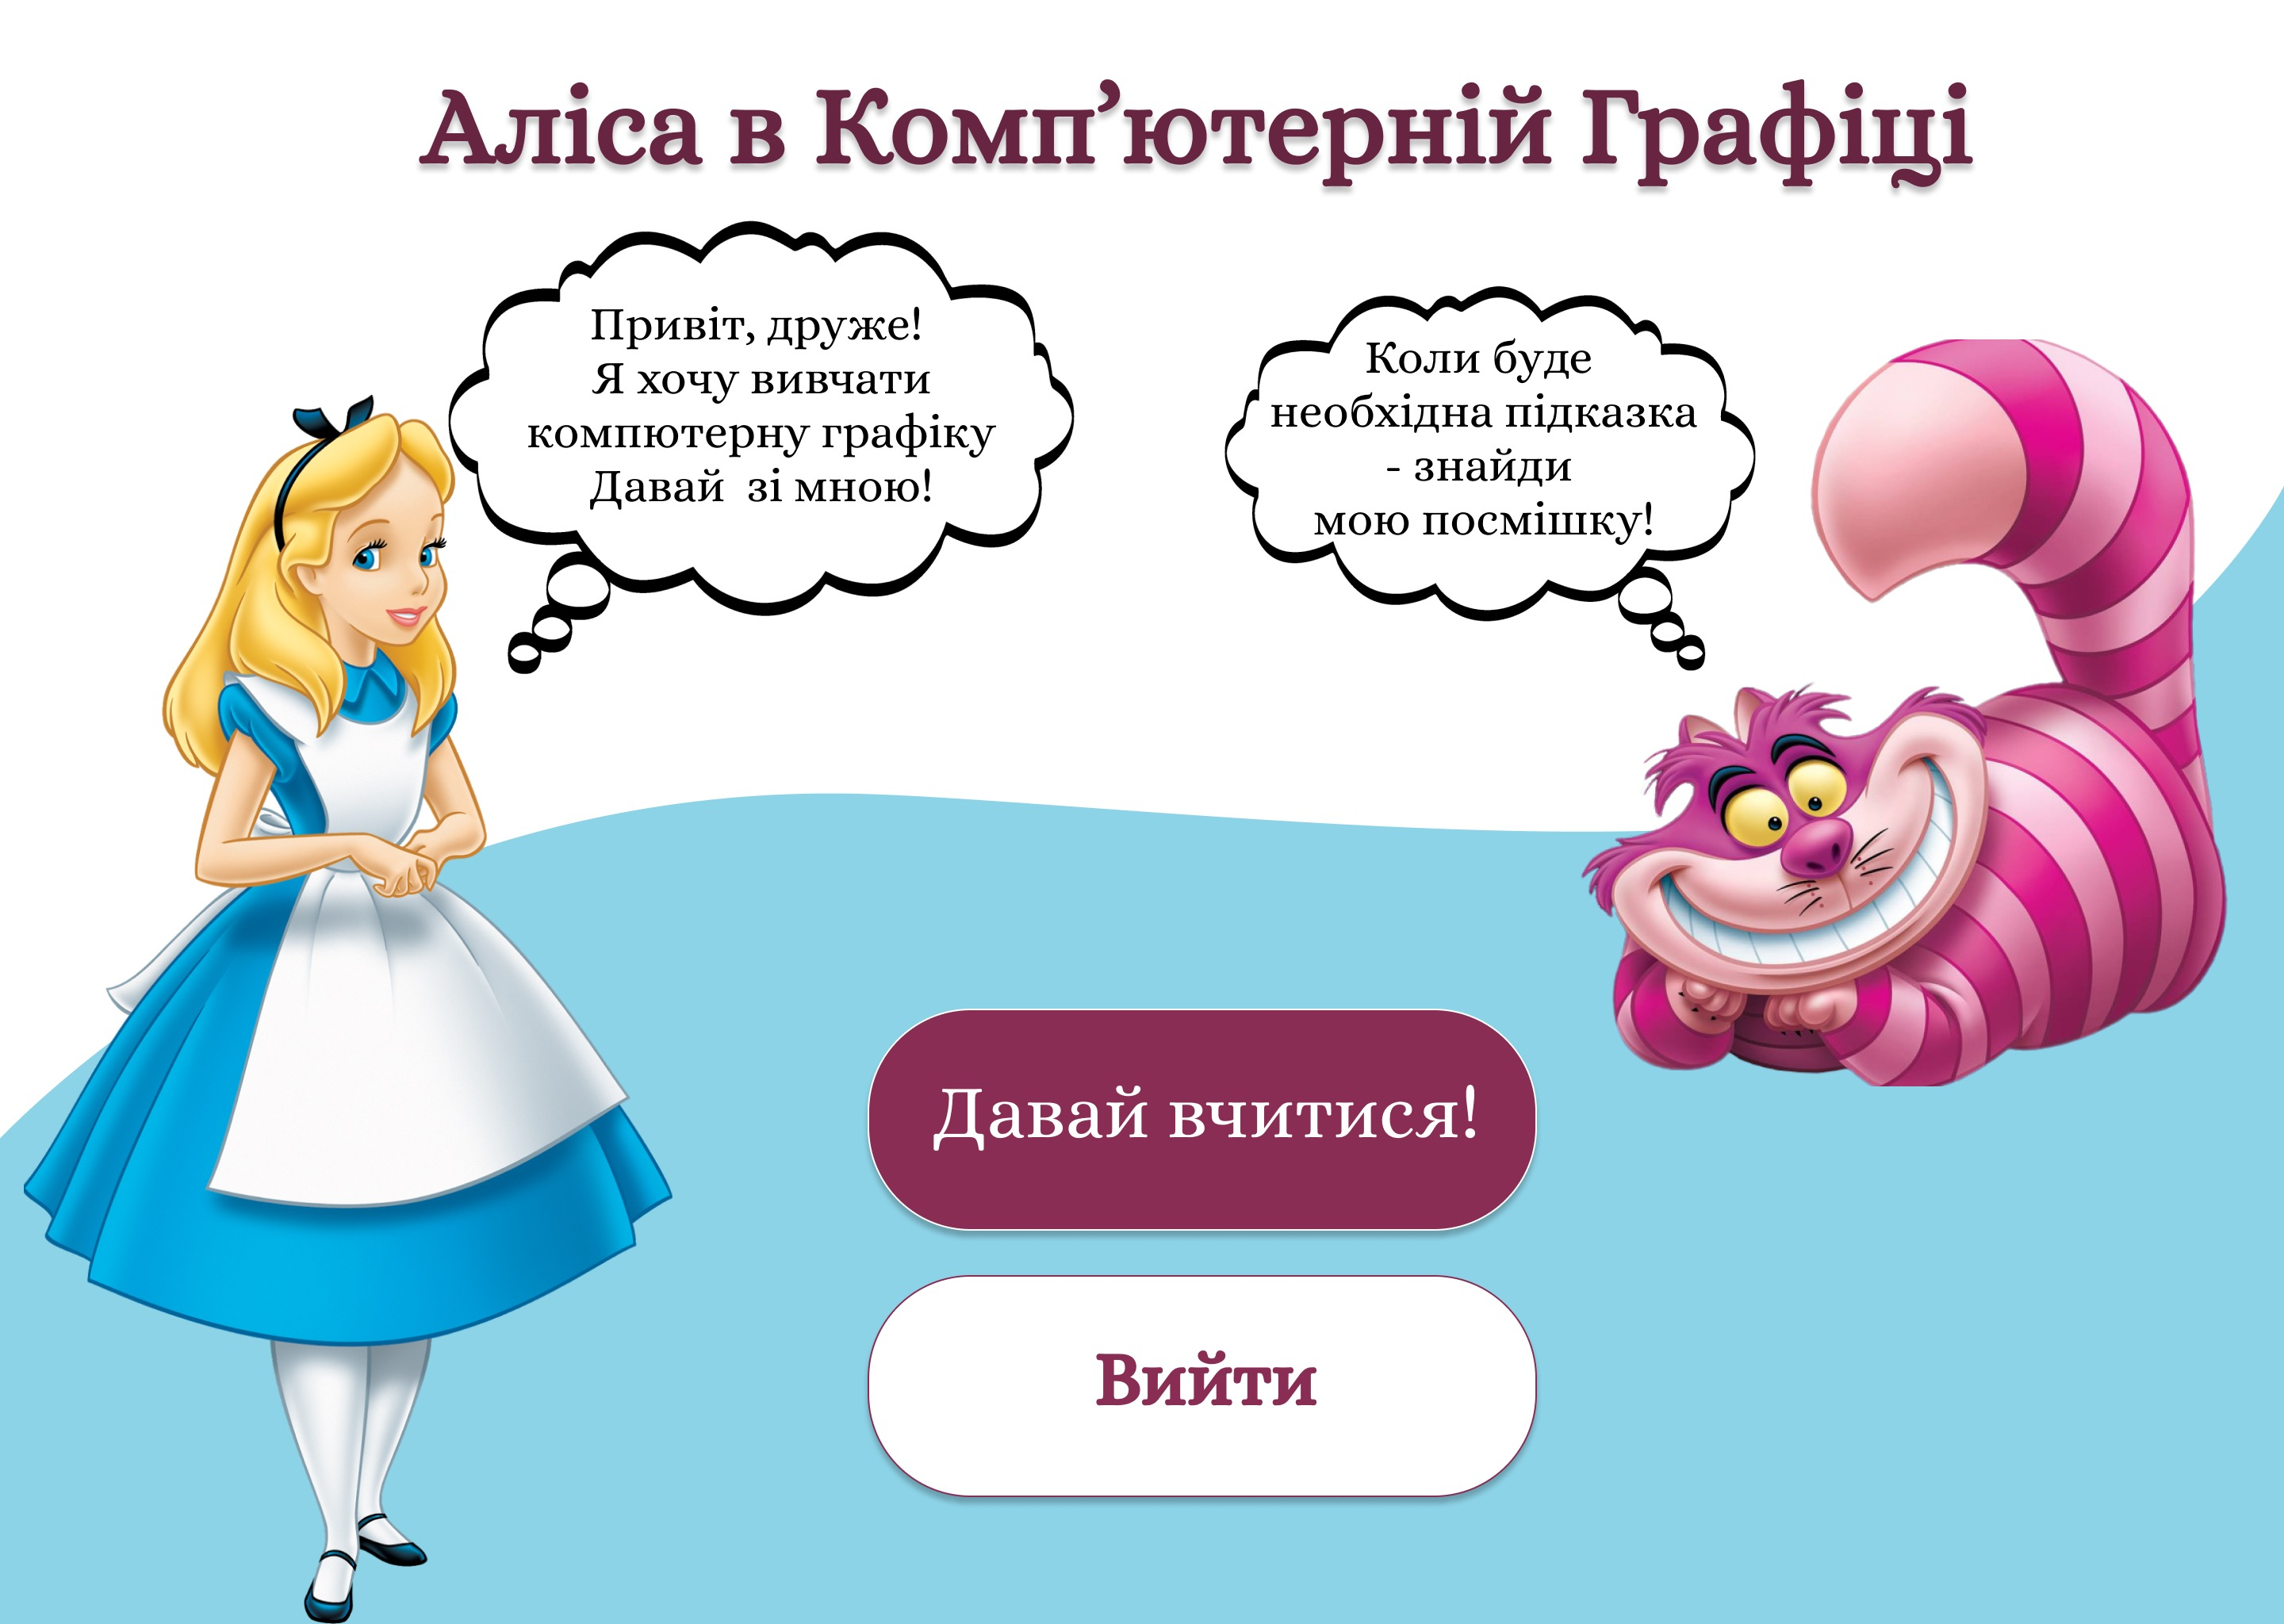 Аліса в Комп’ютерній Графіці
Привіт, друже!
Я хочу вивчати
компютерну графіку
Давай зі мною!
Коли буде
необхідна підказка
- знайди
мою посмішку!
Давай вчитися!
Вийти